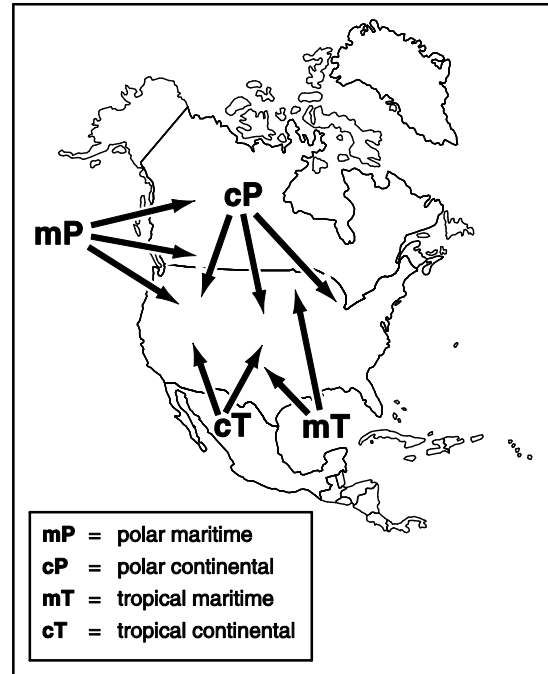 cP
mP
cT
mT
mP = polar maritime
cP = polar continental
mT = tropical maritime
cT = tropical continental